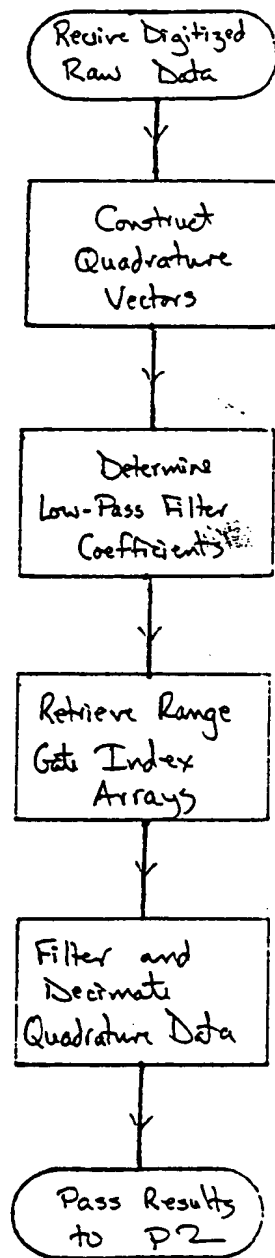 Receive Digitized
Raw Data
Construct
Quadrature
Vectors
Determine
Low-Pass Filter
Coefficients
Retrieve Range
Gate Index
Arrays
Filter and
Decimate
Quadrature Data
Pass Results
to P2